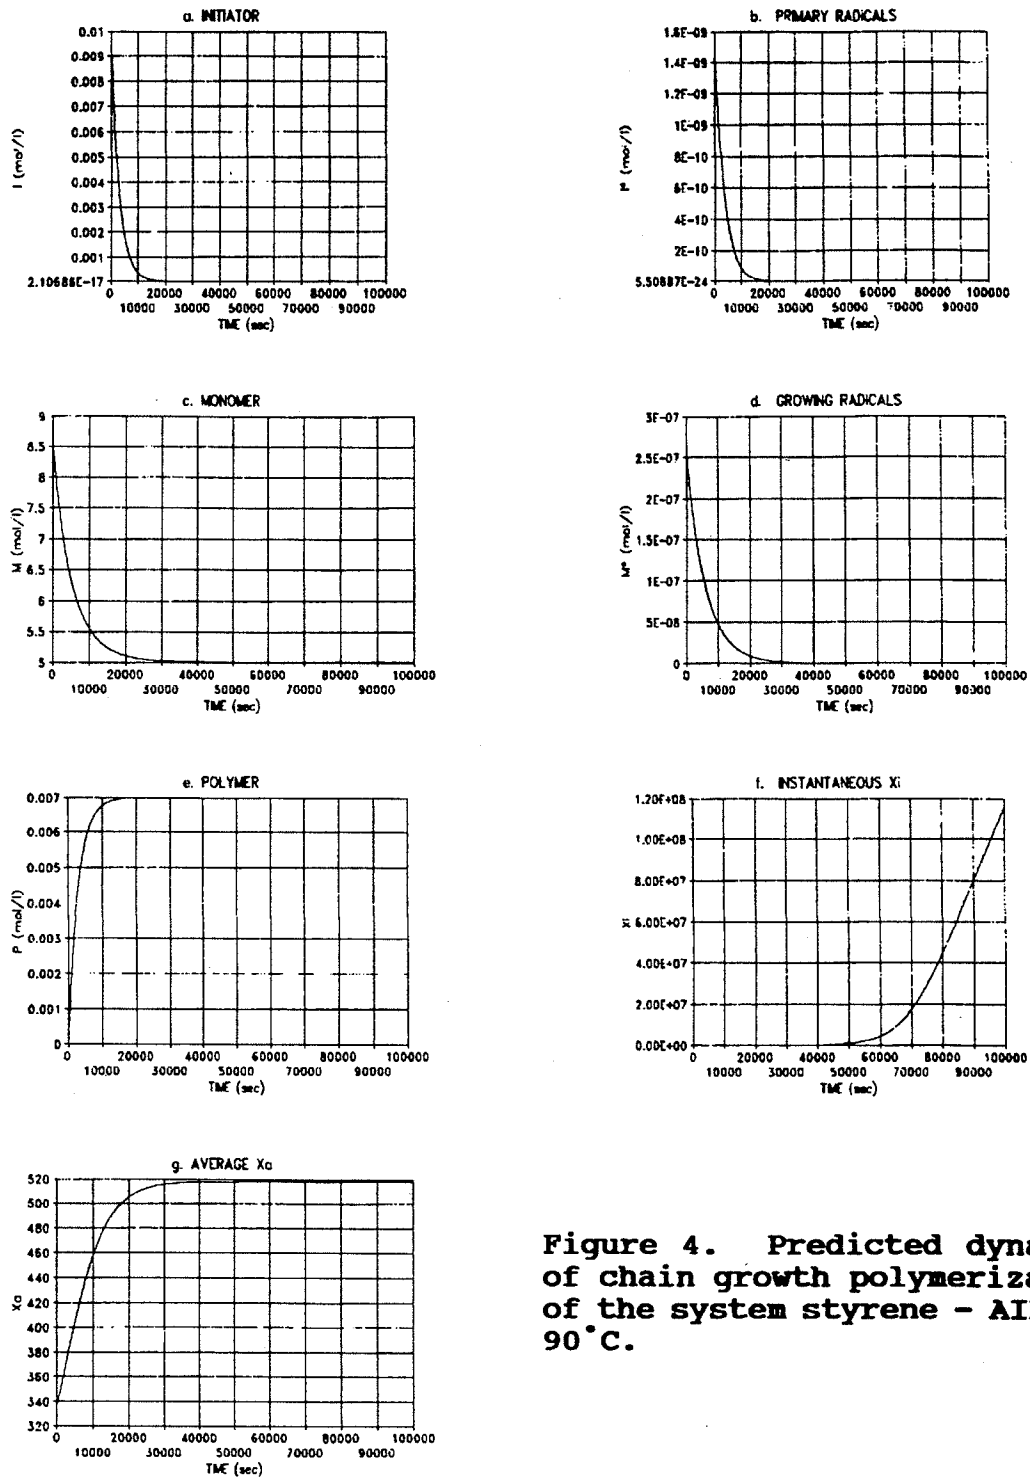 a. INITIATOR
0.01
0.009
0.008
0.007
0.006
0.005
0.004
0.003
0.002
0.001
2.10688E-17
I (mol/l)
0 20000 40000 60000 80000 100000
10000 30000 50000 70000 90000
TIME (sec)
b. PRIMARY RADICALS
1.6E-09
1.4E-09
1.2E-09
1E-09
8E-10
6E-10
4E-10
2E-10
5.50887E-24
I* (mol/l)
0 20000 40000 60000 80000 100000
10000 30000 50000 70000 90000
TIME (sec)
c. MONOMER
9
8.5
8
7.5
7
6.5
6
5.5
5
M (mol/l)
0 20000 40000 60000 80000 100000
10000 30000 50000 70000 90000
TIME (sec)
d. GROWING RADICALS
3E-07
2.5E-07
2E-07
1.5E-07
1E-07
5E-08
0
M* (mol/l)
0 20000 40000 60000 80000 100000
10000 30000 50000 70000 90000
TIME (sec)
e. POLYMER
0.007
0.006
0.005
0.004
0.003
0.002
0.001
0
P (mol/l)
0 20000 40000 60000 80000 100000
10000 30000 50000 70000 90000
TIME (sec)
f. INSTANTANEOUS Xi
1.20E+08
1.00E+08
8.00E+07
6.00E+07
4.00E+07
2.00E+07
0.00E+00
Xi
0 20000 40000 60000 80000 100000
10000 30000 50000 70000 90000
TIME (sec)
g. AVERAGE Xa
520
500
480
460
440
420
400
380
360
340
320
Xa
0 20000 40000 60000 80000 100000
10000 30000 50000 70000 90000
TIME (sec)
Figure 4. Predicted dyna
of chain growth polymeriza
of the system styrene - AI
90°C.